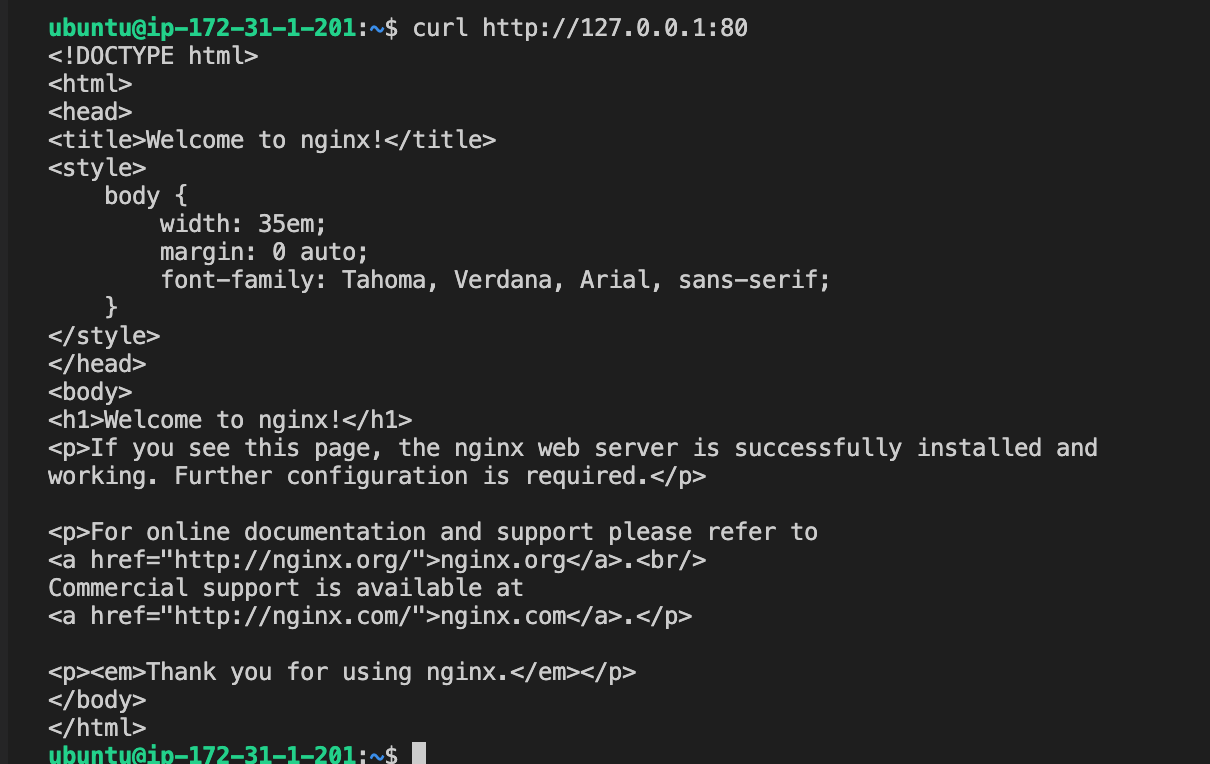 ubuntu@ip-172-31-1-201:~$ curl http://127.0.0.1:80
<!DOCTYPE html>
<html>
<head>
<title>Welcome to nginx!</title>
<style>
    body {
        width: 35em;
        margin: 0 auto;
        font-family: Tahoma, Verdana, Arial, sans-serif;
    }
</style>
</head>
<body>
<h1>Welcome to nginx!</h1>
<p>If you see this page, the nginx web server is successfully installed and
working. Further configuration is required.</p>

<p>For online documentation and support please refer to
<a href="http://nginx.org/">nginx.org</a>.<br/>
Commercial support is available at
<a href="http://nginx.com/">nginx.com</a>.</p>

<p><em>Thank you for using nginx.</em></p>
</body>
</html>
ubuntu@ip-172-31-1-201:~$